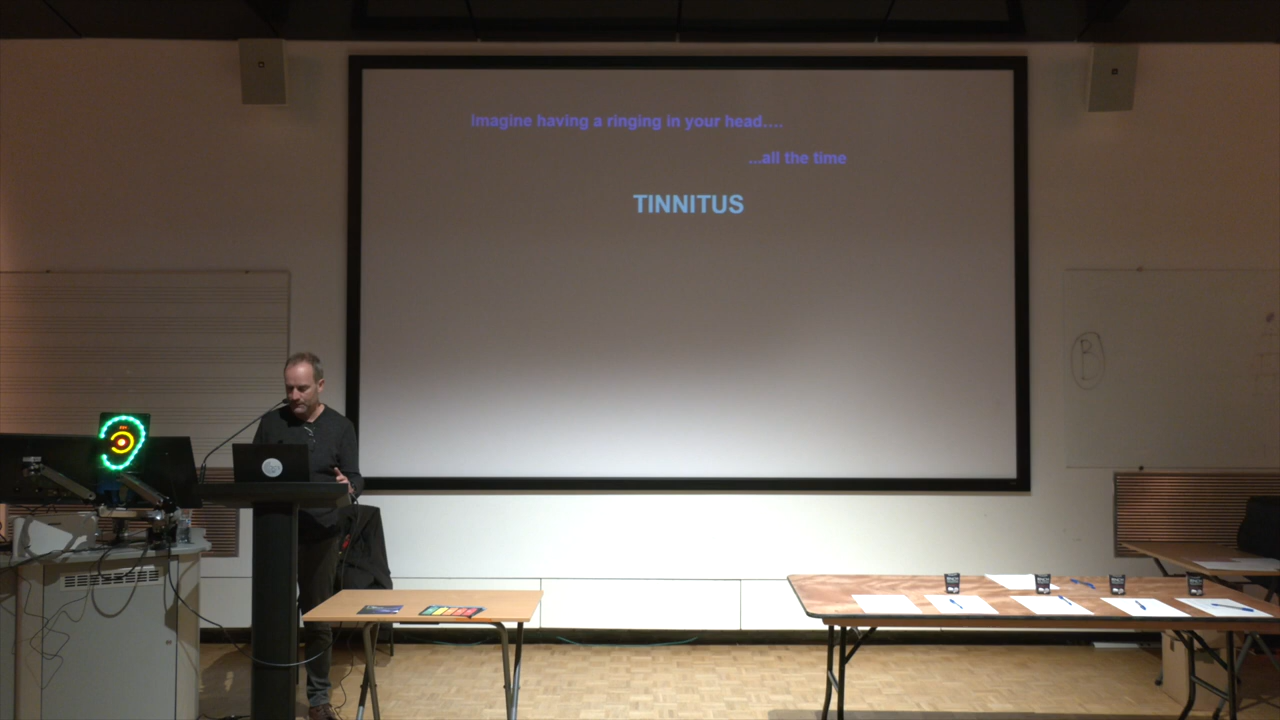 Imagine having a ringing in your head....
...all the time
TINNITUS
B